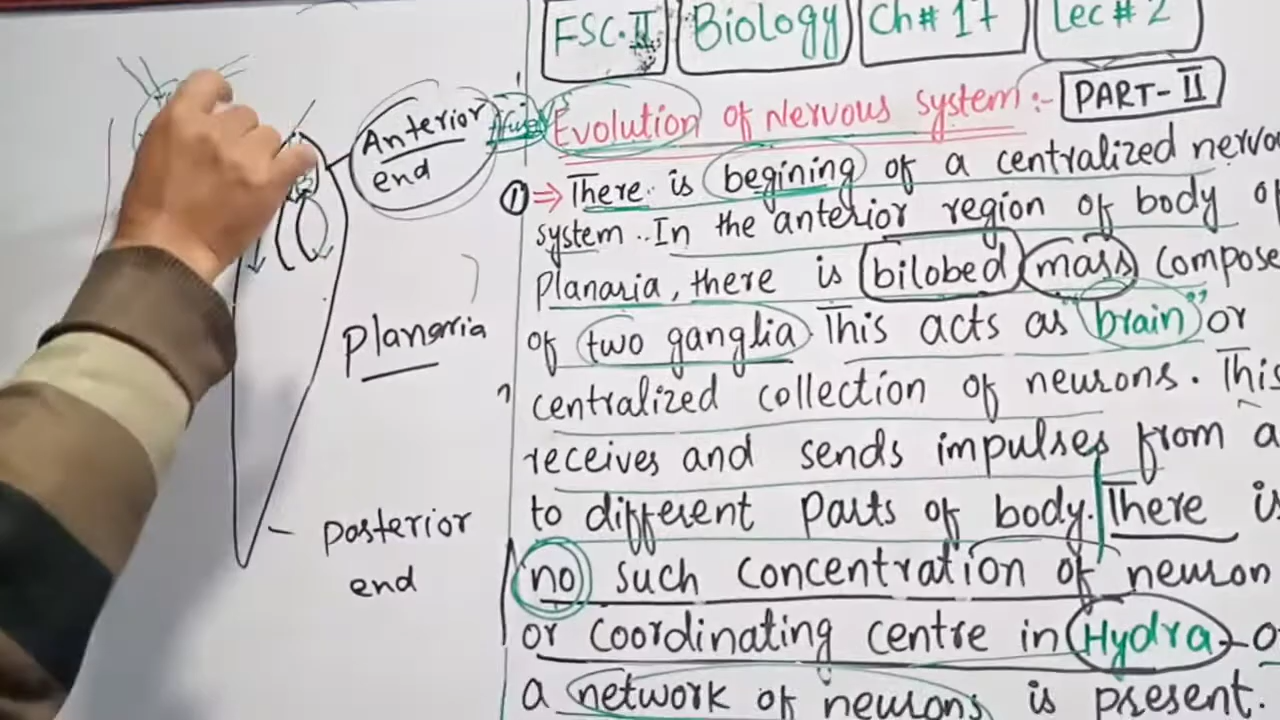 FSC.II Biology Ch# 17 Lec # 2
Evolution of Nervous system:- PART-II
① ⇒ There is begining of a centralized nervo
system. In the anterior region of body of
Planaria, there is bilobed mass compose
of two ganglia This acts as "brain" or
centralized collection of neurons. This
receives and sends impulses from a
to different parts of body. There is
no such concentration of neuron
or coordinating centre in Hydra o
a network of neurons is present.
Anterior
end
Planaria
Posterior
end